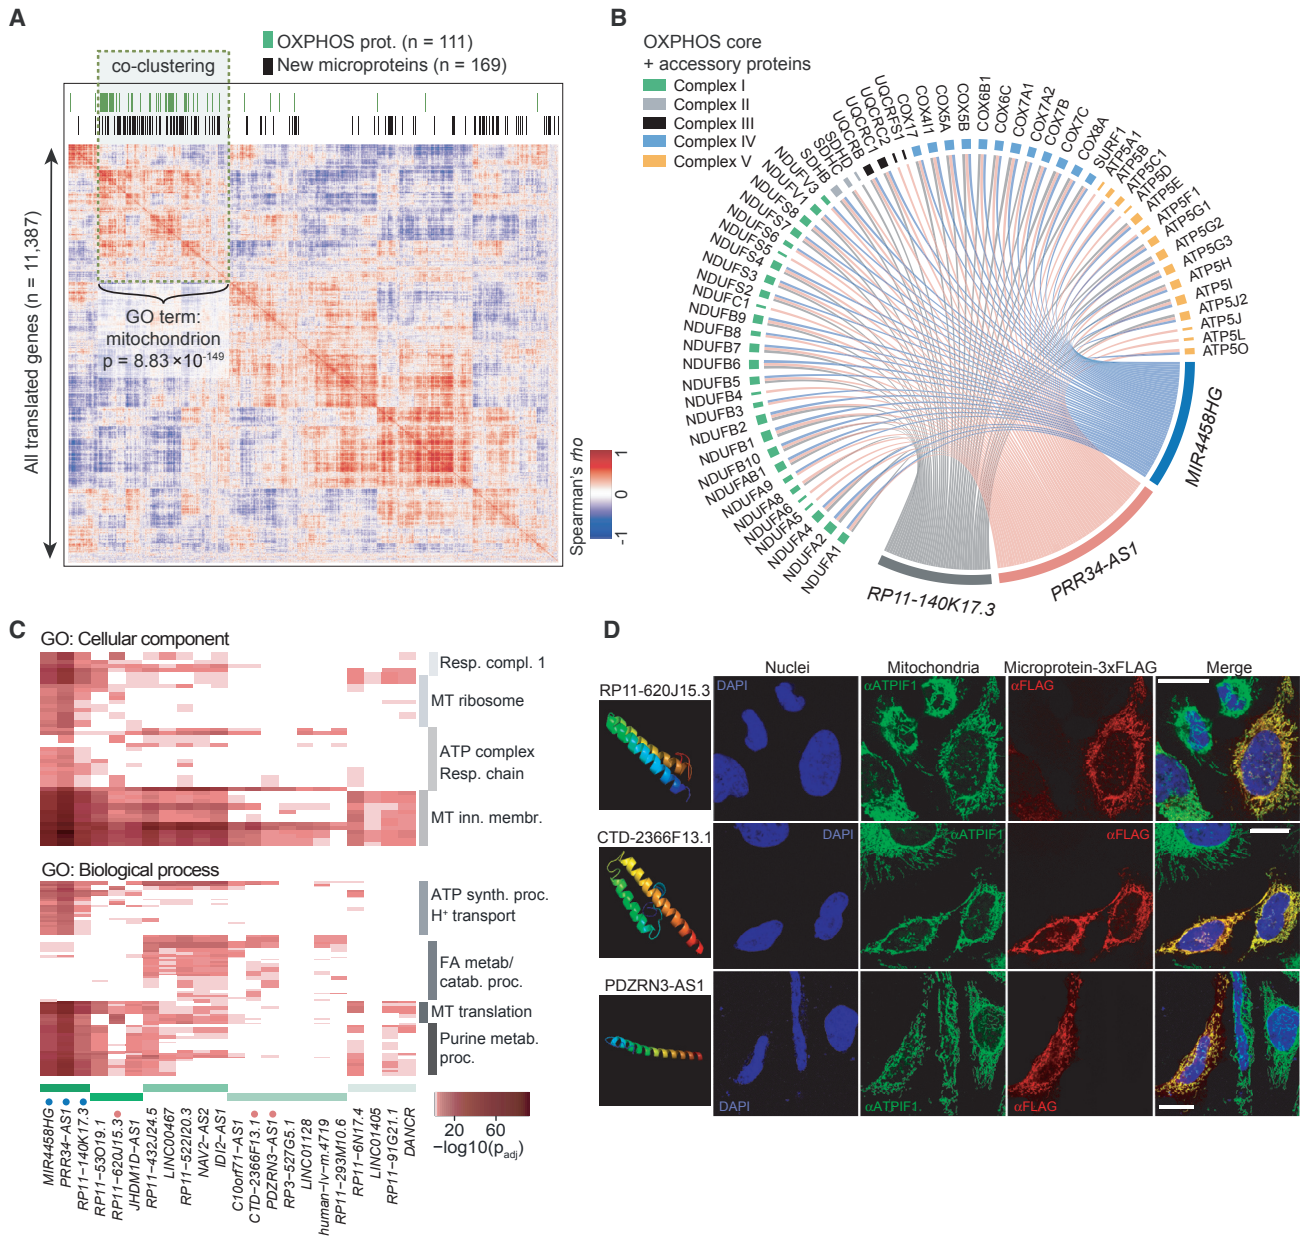 A
OXPHOS prot. (n = 111)
New microproteins (n = 169)
co-clustering
All translated genes (n = 11,387)
GO term:
mitochondrion
p = 8.83 ×10⁻¹⁴⁹
Spearman's rho
1
0
-1
B
OXPHOS core
+ accessory proteins
Complex I
Complex II
Complex III
Complex IV
Complex V
NDUFA1
NDUFA2
NDUFA4
NDUFA5
NDUFA6
NDUFA8
NDUFA9
NDUFAB1
NDUFB10
NDUFB1
NDUFB2
NDUFB3
NDUFB4
NDUFB5
NDUFB6
NDUFB7
NDUFB8
NDUFB9
NDUFC1
NDUFS2
NDUFS3
NDUFS4
NDUFS5
NDUFS6
NDUFS7
NDUFS8
NDUFV1
NDUFV3
SDHB
SDHC
SDHD
UQCRB
UQCRC1
UQCRC2
UQCRFS1
COX17
COX4I1
COX5A
COX5B
COX6B1
COX6C
COX7A1
COX7A2
COX7B
COX7C
COX8A
SURF1
ATP5A1
ATP5B
ATP5C1
ATP5D
ATP5E
ATP5F1
ATP5G1
ATP5G2
ATP5G3
ATP5H
ATP5I
ATP5J2
ATP5J
ATP5L
ATP5O
MIR4458HG
PRR34-AS1
RP11-140K17.3
C
GO: Cellular component
Resp. compl. 1
MT ribosome
ATP complex
Resp. chain
MT inn. membr.
GO: Biological process
ATP synth. proc.
H⁺ transport
FA metab/
catab. proc.
MT translation
Purine metab.
proc.
MIR4458HG
PRR34-AS1
RP11-140K17.3
RP11-53O19.1
RP11-620J15.3
JHDM1D-AS1
RP11-432J24.5
LINC00467
RP11-522I20.3
NAV2-AS2
IDI2-AS1
C10orf71-AS1
CTD-2366F13.1
PDZRN3-AS1
RP3-527G5.1
LINC01128
human-lv-m.4719
RP11-293M10.6
RP11-6N17.4
LINC01405
RP11-91G21.1
DANCR
20 60
−log10(p_adj)
D
Nuclei Mitochondria Microprotein-3xFLAG Merge
RP11-620J15.3
DAPI αATPIF1 αFLAG
CTD-2366F13.1
DAPI αATPIF1 αFLAG
PDZRN3-AS1
DAPI αATPIF1 αFLAG